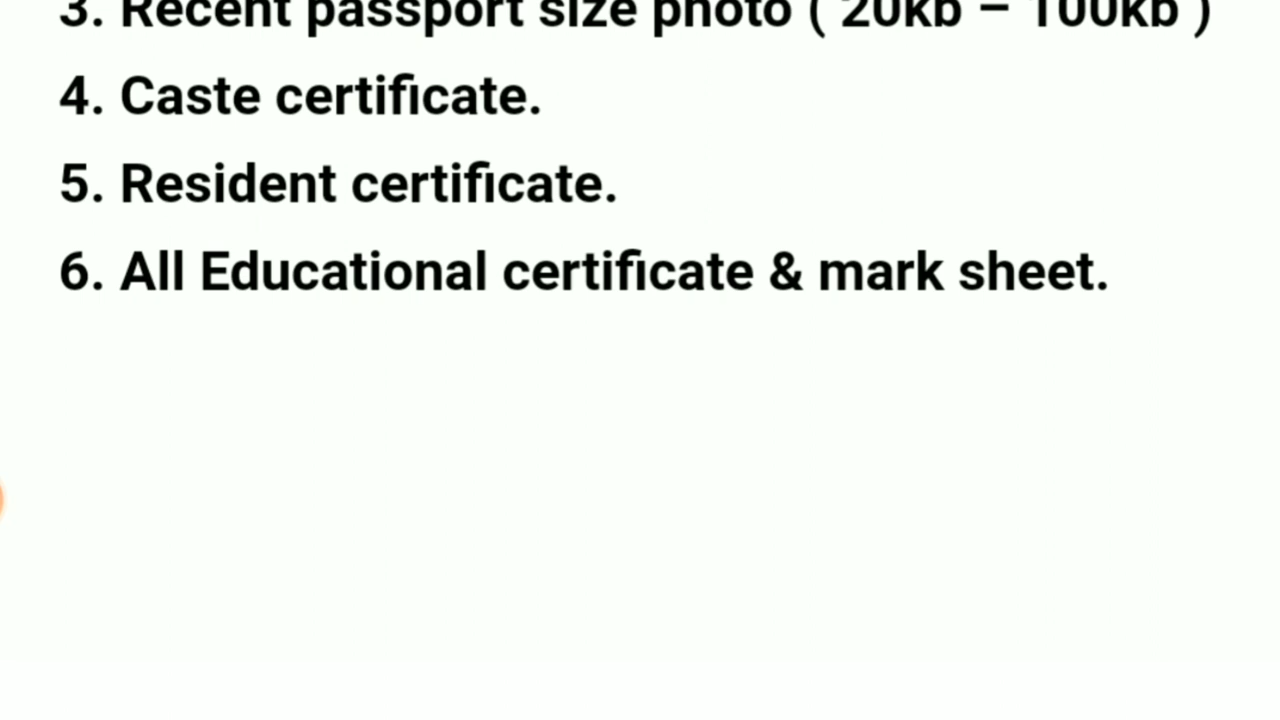 3. Recent passport size photo ( 20kb – 100kb )
4. Caste certificate.
5. Resident certificate.
6. All Educational certificate & mark sheet.